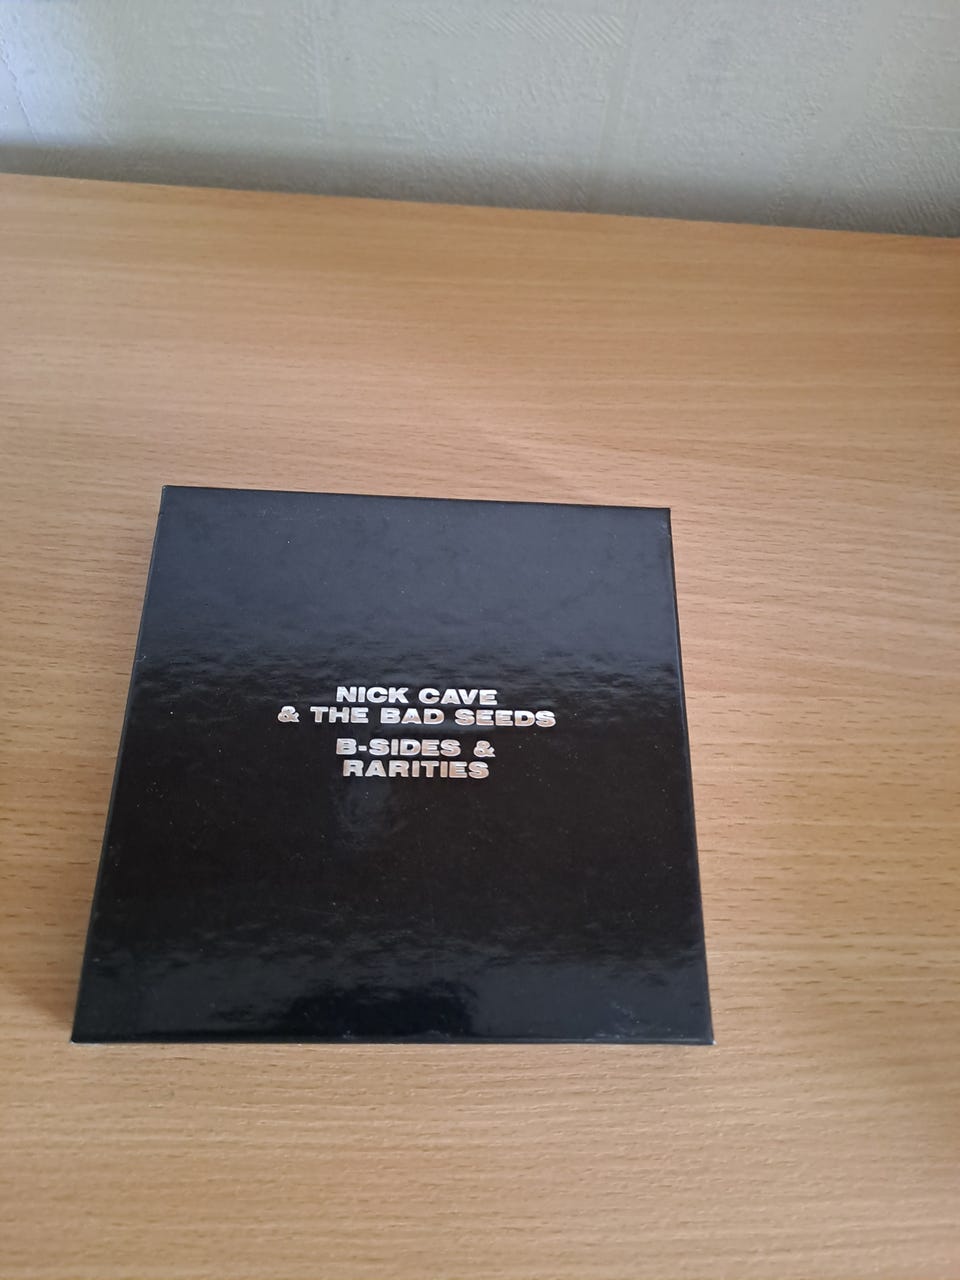 NICK CAVE
& THE BAD SEEDS
B-SIDES &
RARITIES